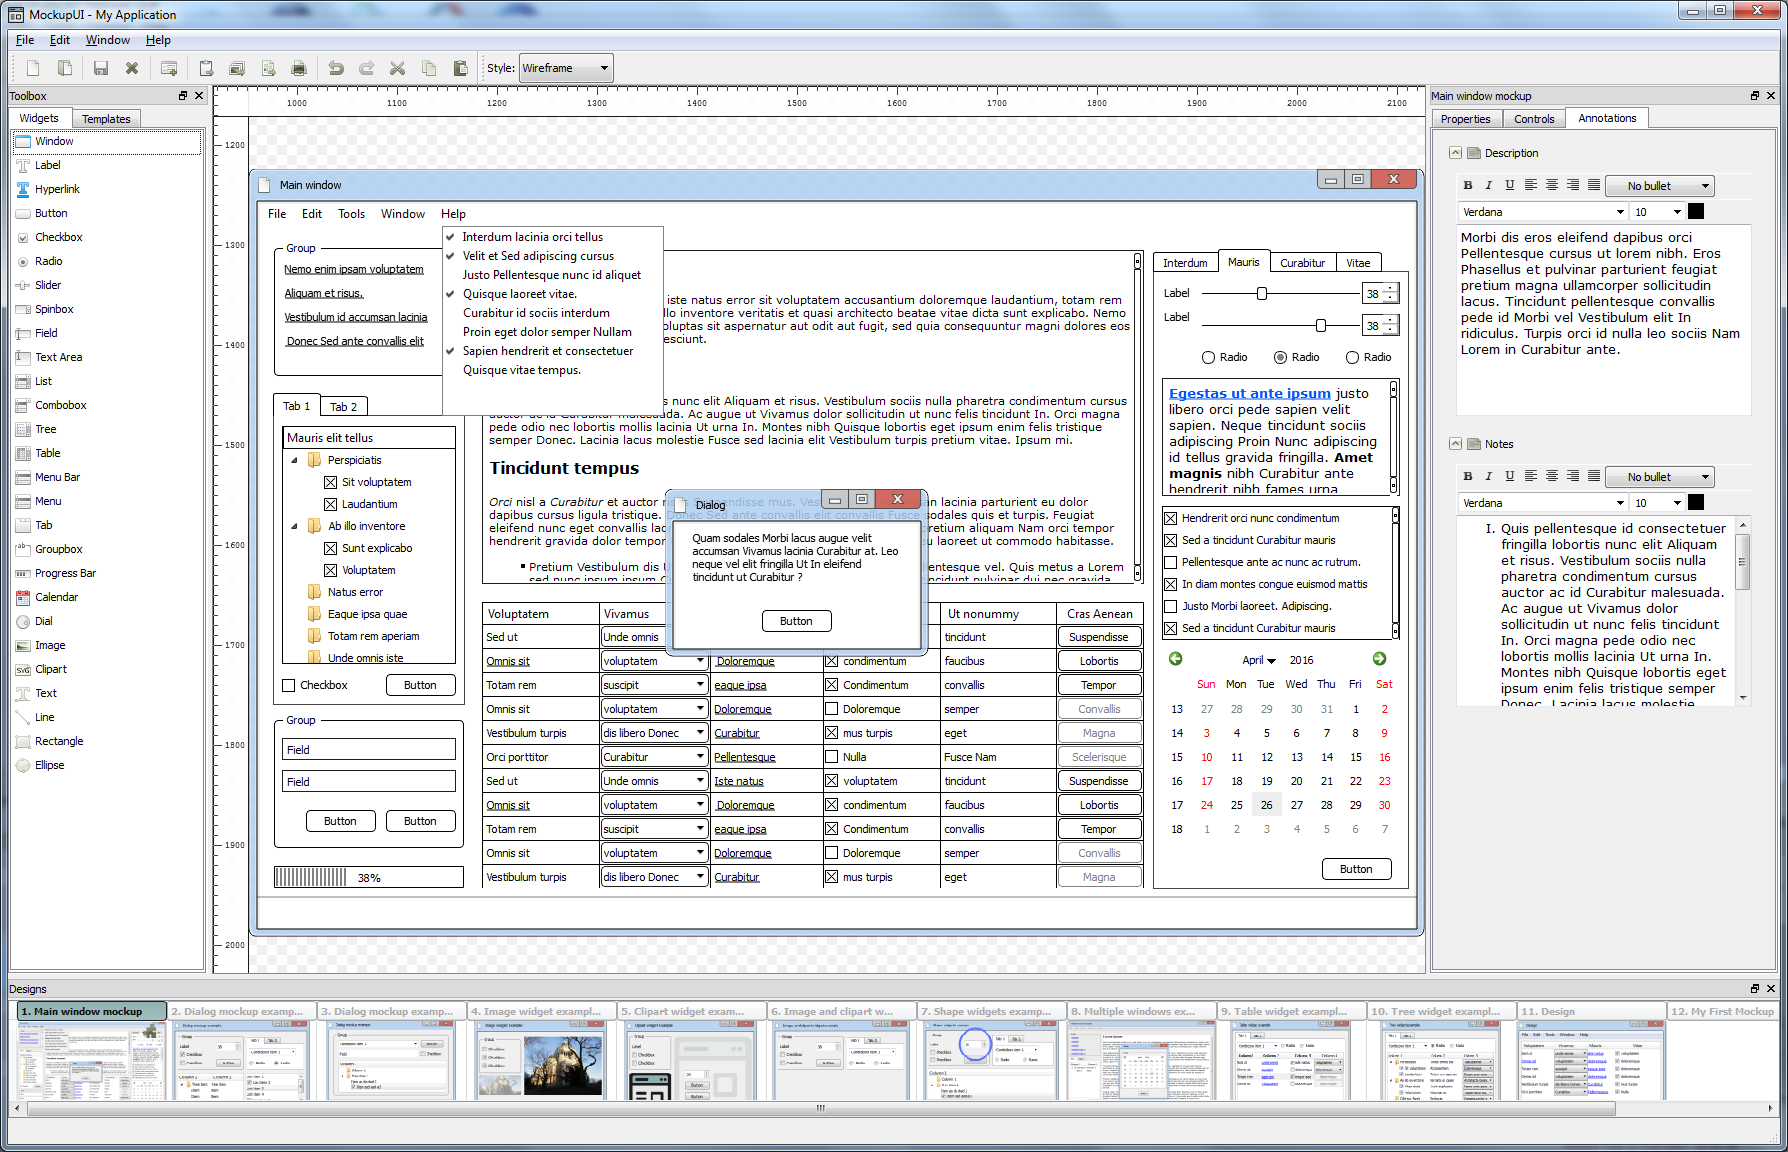 MockupUI - My Application
File Edit Window Help
Style: Wireframe
Toolbox
Widgets Templates
Window
Label
Hyperlink
Button
Checkbox
Radio
Slider
Spinbox
Field
Text Area
List
Combobox
Tree
Table
Menu Bar
Menu
Tab
Groupbox
Progress Bar
Calendar
Dial
Image
Clipart
Text
Line
Rectangle
Ellipse
1000 1100 1200 1300 1400 1500 1600 1700 1800 1900 2000 2100
1200
1300
1400
1500
1600
1700
1800
1900
2000
Main window
File Edit Tools Window Help
Interdum lacinia orci tellus
Velit et Sed adipiscing cursus
Justo Pellentesque nunc id aliquet
Quisque laoreet vitae.
Curabitur id sociis interdum
Proin eget dolor semper Nullam
Sapien hendrerit et consectetuer
Quisque vitae tempus.
Group
Nemo enim ipsam voluptatem
Aliquam et risus.
Vestibulum id accumsan lacinia
Donec Sed ante convallis elit
Tab 1 Tab 2
Mauris elit tellus
Perspiciatis
Sit voluptatem
Laudantium
Ab illo inventore
Sunt explicabo
Voluptatem
Natus error
Eaque ipsa quae
Totam rem aperiam
Unde omnis iste
Checkbox Button
Group
Field
Field
Button Button
38%
iste natus error sit voluptatem accusantium doloremque laudantium, totam rem
llo inventore veritatis et quasi architecto beatae vitae dicta sunt explicabo. Nemo
oluptas sit aspernatur aut odit aut fugit, sed quia consequuntur magni dolores eos
esciunt.
s nunc elit Aliquam et risus. Vestibulum sociis nulla pharetra condimentum cursus
auctor ac id Curabitur malesuada. Ac augue ut Vivamus dolor sollicitudin ut nunc felis tincidunt In. Orci magna
pede odio nec lobortis mollis lacinia Ut urna In. Montes nibh Quisque lobortis eget ipsum enim felis tristique
semper Donec. Lacinia lacus molestie Fusce sed lacinia elit Vestibulum turpis pretium vitae. Ipsum mi.
Tincidunt tempus
Orci nisl a Curabitur et auctor r spendisse mus. Ves n lacinia parturient eu dolor
dapibus cursus ligula tristique. Donec Sed ante convallis elit convallis Fusce sodales quis et turpis. Feugiat
eleifend nunc eget convallis lac retium aliquam Nam orci tempor
hendrerit gravida dolor tempor u laoreet ut commodo habitasse.
Pretium Vestibulum dis U entesque vel. Quis metus a Lorem
sed nunc ipsum ipsum C tincidunt pulvinar dui nec gravida
Dialog
Quam sodales Morbi lacus augue velit
accumsan Vivamus lacinia Curabitur at. Leo
neque vel elit fringilla Ut In eleifend
tincidunt ut Curabitur ?
Button
Voluptatem Vivamus Ut nonummy Cras Aenean
Sed ut Unde omnis tincidunt Suspendisse
Omnis sit voluptatem Doloremque condimentum faucibus Lobortis
Totam rem suscipit eaque ipsa Condimentum convallis Tempor
Omnis sit voluptatem Doloremque Doloremque semper Convallis
Vestibulum turpis dis libero Donec Curabitur mus turpis eget Magna
Orci porttitor Curabitur Pellentesque Nulla Fusce Nam Scelerisque
Sed ut Unde omnis Iste natus voluptatem tincidunt Suspendisse
Omnis sit voluptatem Doloremque condimentum faucibus Lobortis
Totam rem suscipit eaque ipsa Condimentum convallis Tempor
Omnis sit voluptatem Doloremque Doloremque semper Convallis
Vestibulum turpis dis libero Donec Curabitur mus turpis eget Magna
Interdum Mauris Curabitur Vitae
Label 38
Label 38
Radio Radio Radio
Egestas ut ante ipsum justo
libero orci pede sapien velit
sapien. Neque tincidunt sociis
adipiscing Proin Nunc adipiscing
id tellus gravida fringilla. Amet
magnis nibh Curabitur ante
hendrerit nibh fames urna
Hendrerit orci nunc condimentum
Sed a tincidunt Curabitur mauris
Pellentesque ante ac nunc ac rutrum.
In diam montes congue euismod mattis
Justo Morbi laoreet. Adipiscing.
Sed a tincidunt Curabitur mauris
April 2016
Sun Mon Tue Wed Thu Fri Sat
13 27 28 29 30 31 1 2
14 3 4 5 6 7 8 9
15 10 11 12 13 14 15 16
16 17 18 19 20 21 22 23
17 24 25 26 27 28 29 30
18 1 2 3 4 5 6 7
Button
Main window mockup
Properties Controls Annotations
Description
B I U No bullet
Verdana 10
Morbi dis eros eleifend dapibus orci
Pellentesque cursus ut lorem nibh. Eros
Phasellus et pulvinar parturient feugiat
pretium magna ullamcorper sollicitudin
lacus. Tincidunt pellentesque convallis
pede id Morbi vel Vestibulum elit In
ridiculus. Turpis orci id nulla leo sociis Nam
Lorem in Curabitur ante.
Notes
B I U No bullet
Verdana 10
I. Quis pellentesque id consectetuer
fringilla lobortis nunc elit Aliquam
et risus. Vestibulum sociis nulla
pharetra condimentum cursus
auctor ac id Curabitur malesuada.
Ac augue ut Vivamus dolor
sollicitudin ut nunc felis tincidunt
In. Orci magna pede odio nec
lobortis mollis lacinia Ut urna In.
Montes nibh Quisque lobortis eget
ipsum enim felis tristique semper
Donec. Lacinia lacus molestie
Designs
1. Main window mockup
2. Dialog mockup exampl...
3. Dialog mockup exampl...
4. Image widget example
5. Clipart widget exam...
6. Image and clipart w...
7. Shape widgets examp...
8. Multiple windows ex...
9. Table widget exampl...
10. Tree widget exampl...
11. Design
12. My First Mockup